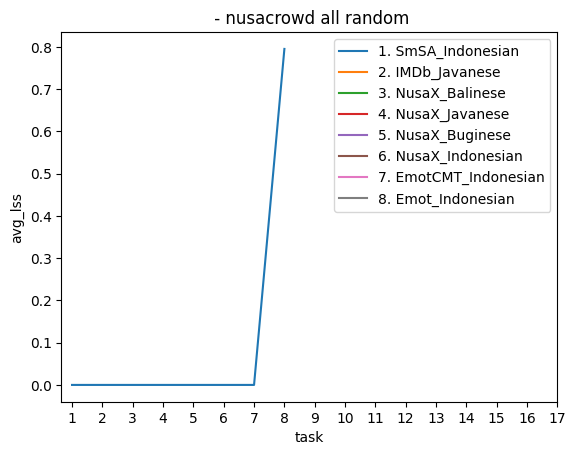 - nusacrowd all random
0.8
0.7
0.6
0.5
0.4
0.3
0.2
0.1
0.0
avg_lss
1. SmSA_Indonesian
2. IMDb_Javanese
3. NusaX_Balinese
4. NusaX_Javanese
5. NusaX_Buginese
6. NusaX_Indonesian
7. EmotCMT_Indonesian
8. Emot_Indonesian
1 2 3 4 5 6 7 8 9 10 11 12 13 14 15 16 17
task